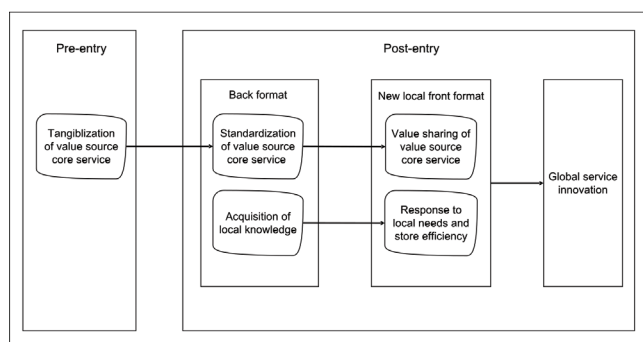 Pre-entry
Post-entry
Back format
New local front format
Tangiblization
of value source
core service
Standardization
of value source
core service
Value sharing of
value source
core service
Global service
innovation
Acquisition of
local knowledge
Response to
local needs and
store efficiency